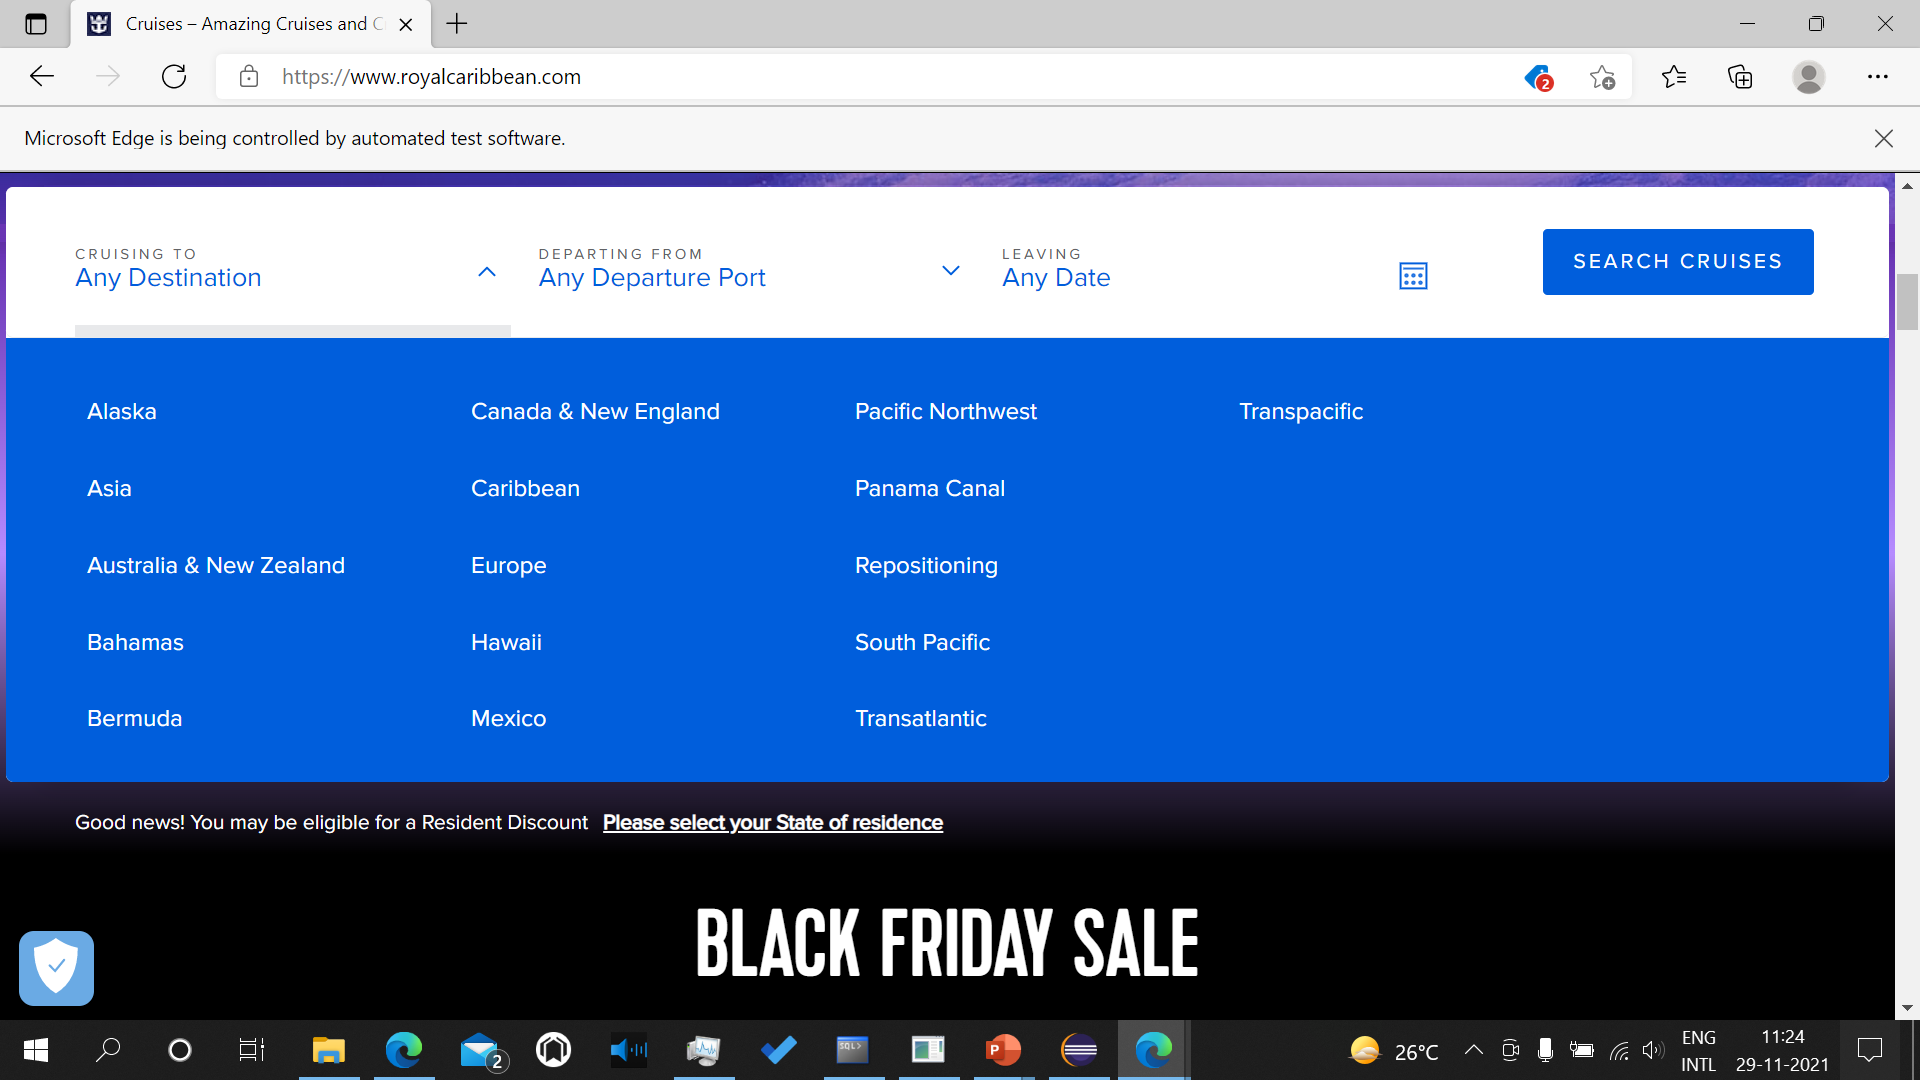 Cruises – Amazing Cruises and C
https://www.royalcaribbean.com
2
Microsoft Edge is being controlled by automated test software.
CRUISING TO
Any Destination
DEPARTING FROM
Any Departure Port
LEAVING
Any Date
SEARCH CRUISES
Alaska
Canada & New England
Pacific Northwest
Transpacific
Asia
Caribbean
Panama Canal
Australia & New Zealand
Europe
Repositioning
Bahamas
Hawaii
South Pacific
Bermuda
Mexico
Transatlantic
Good news! You may be eligible for a Resident Discount Please select your State of residence
BLACK FRIDAY SALE
2
SQL>
P
26°C
ENG
INTL
11:24
29-11-2021